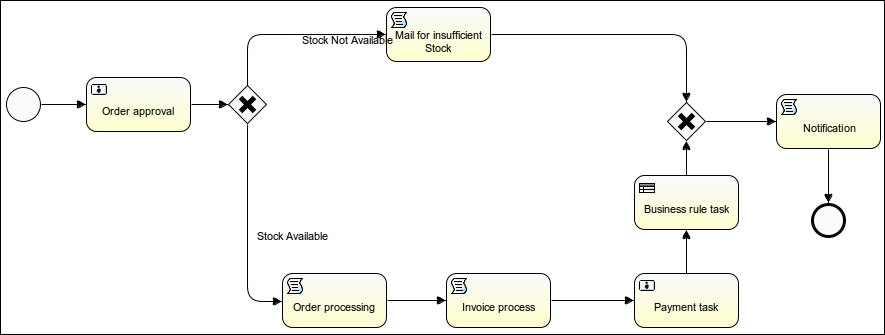 Stock Not Available
Mail for insufficient
Stock
Order approval
Notification
Business rule task
Stock Available
Order processing
Invoice process
Payment task